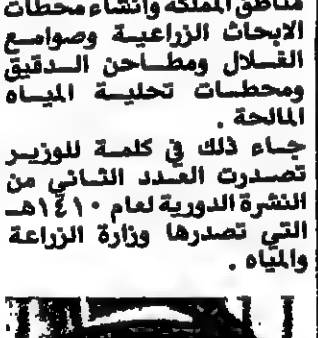 مناطق المملكة وانشاء محطات
الابحاث الزراعية وصوامع
الغلال ومطاحن الدقيق
ومحطات تحلية المياه
المالحة .
جاء ذلك في كلمة للوزير
تصدرت العدد الثاني من
النشرة الدورية لعام ١٤١٠هـ
التي تصدرها وزارة الزراعة
والمياه .